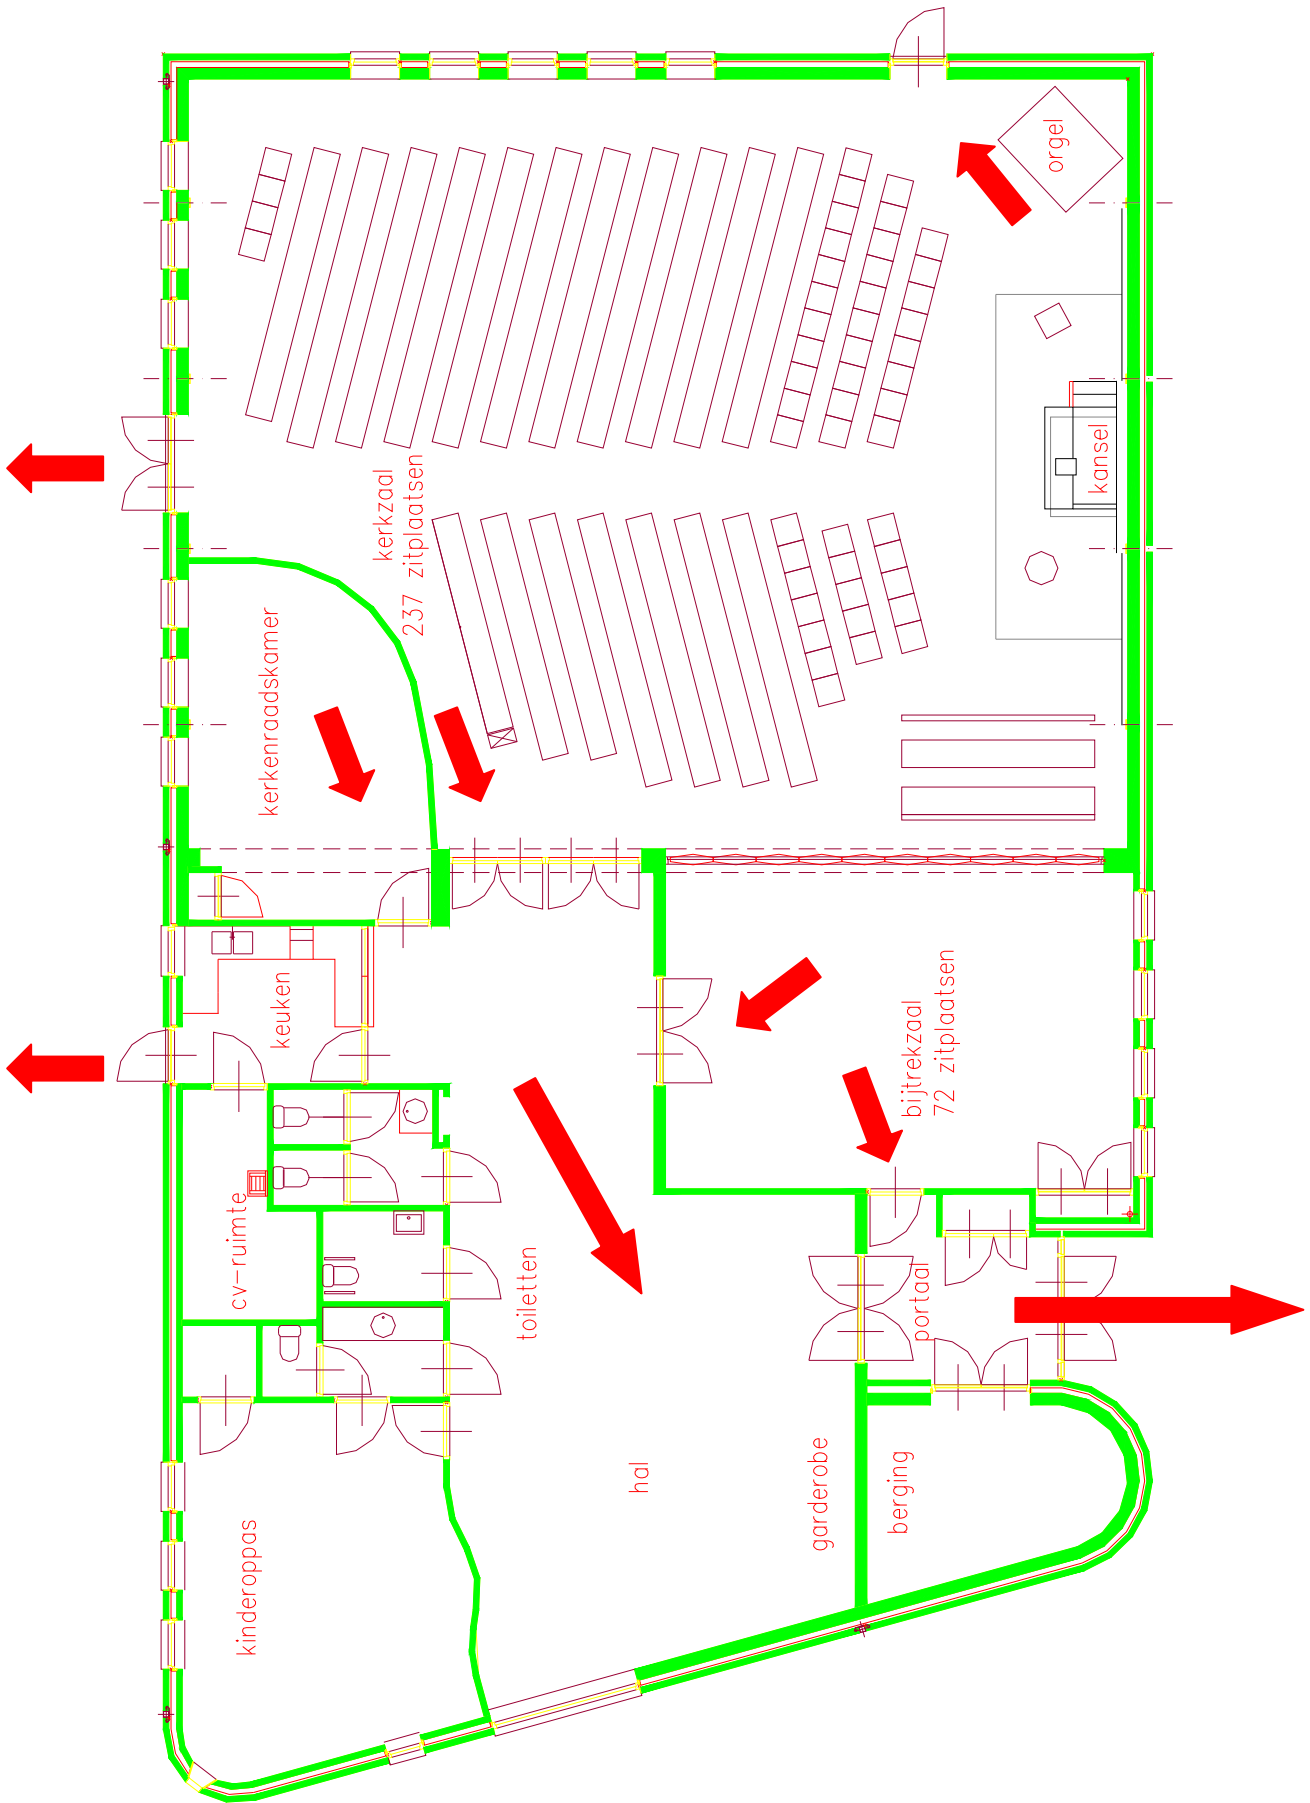 orgel
kansel
kerkzaal
237 zitplaatsen
kerkenraadskamer
keuken
bijtrekzaal
72 zitplaatsen
cv-ruimte
toiletten
portaal
hal
garderobe
berging
kinderoppas